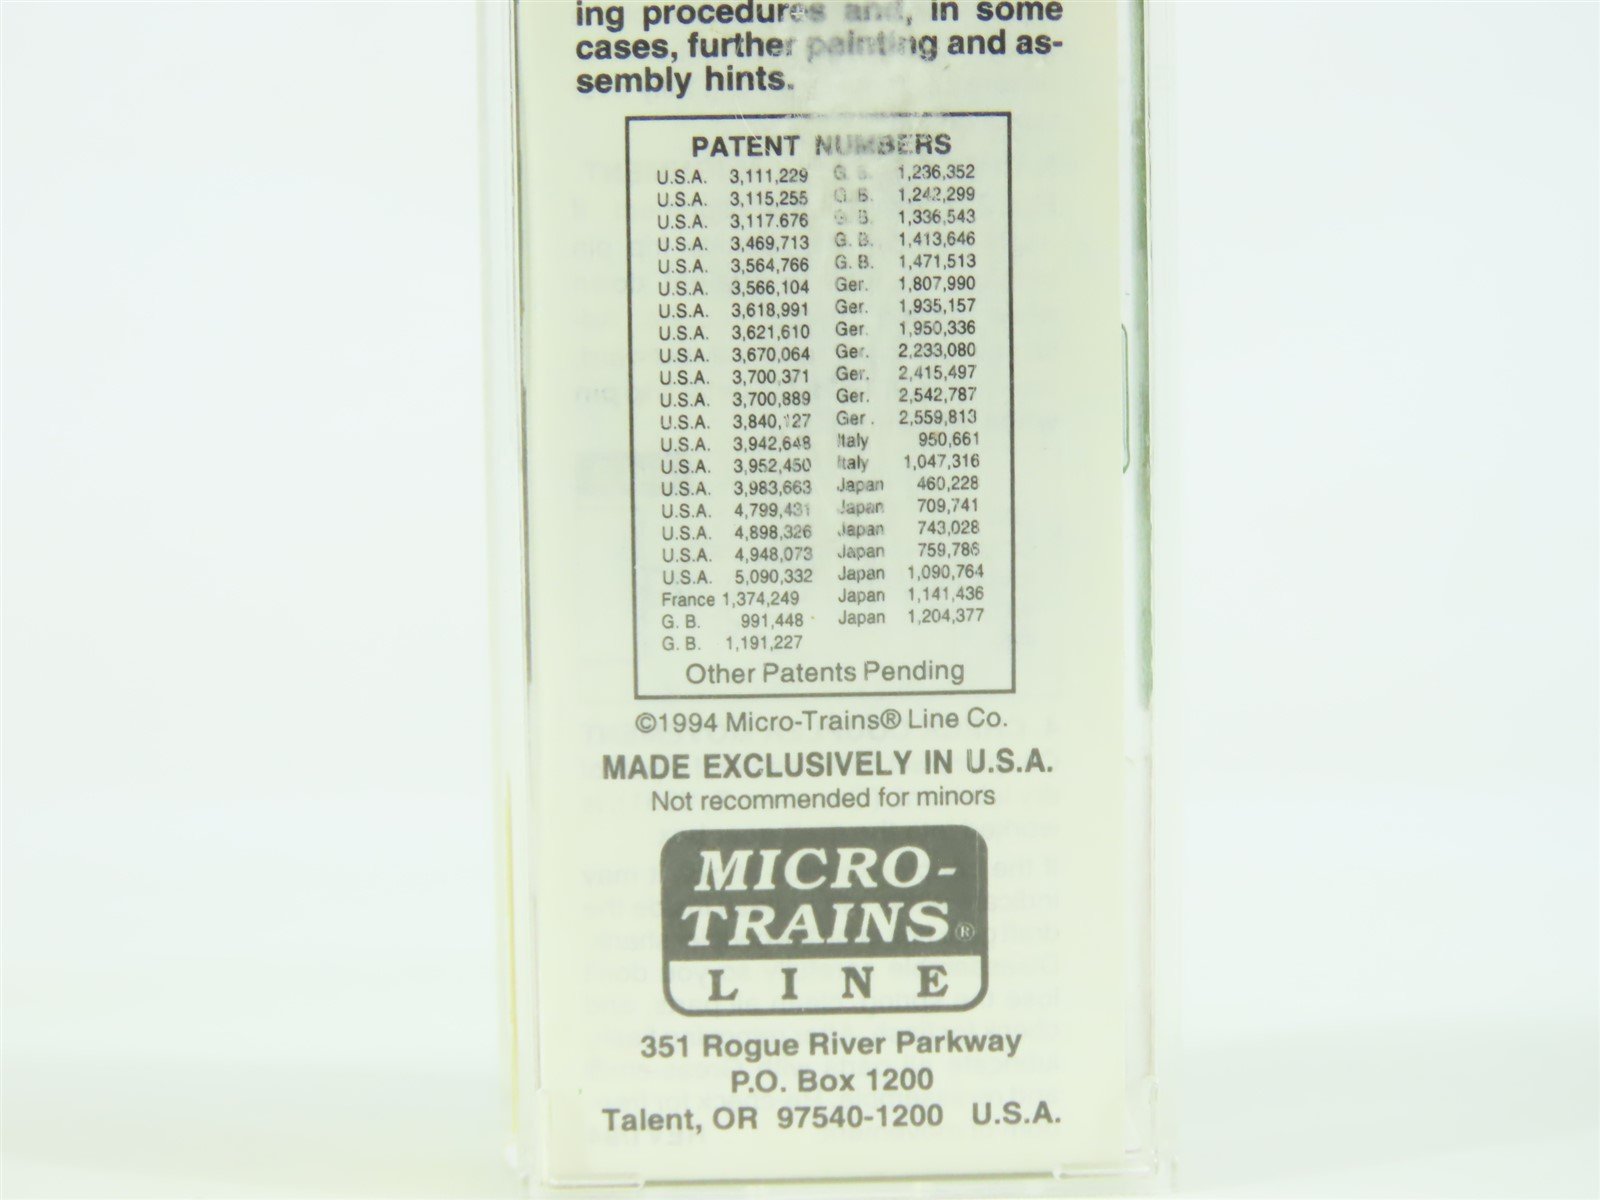 ing procedures and, in some
cases, further painting and as-
sembly hints.
PATENT NUMBERS
U.S.A. 3,111,229 G. B. 1,236,352
U.S.A. 3,115,255 G. B. 1,242,299
U.S.A. 3,117.676 G. B. 1,336,543
U.S.A. 3,469,713 G. B. 1,413,646
U.S.A. 3,564,766 G. B. 1,471,513
U.S.A. 3,566,104 Ger. 1,807,990
U.S.A. 3,618,991 Ger. 1,935,157
U.S.A. 3,621,610 Ger. 1,950,336
U.S.A. 3,670,064 Ger. 2,233,080
U.S.A. 3,700,371 Ger. 2,415,497
U.S.A. 3,700,889 Ger. 2,542,787
U.S.A. 3,840,127 Ger. 2,559,813
U.S.A. 3,942,648 Italy 950,661
U.S.A. 3,952,450 Italy 1,047,316
U.S.A. 3,983,663 Japan 460,228
U.S.A. 4,799,431 Japan 709,741
U.S.A. 4,898,326 Japan 743,028
U.S.A. 4,948,073 Japan 759,786
U.S.A. 5,090,332 Japan 1,090,764
France 1,374,249 Japan 1,141,436
G. B. 991,448 Japan 1,204,377
G. B. 1,191,227
Other Patents Pending
©1994 Micro-Trains® Line Co.
MADE EXCLUSIVELY IN U.S.A.
Not recommended for minors
MICRO-
TRAINS®
LINE
351 Rogue River Parkway
P.O. Box 1200
Talent, OR 97540-1200 U.S.A.